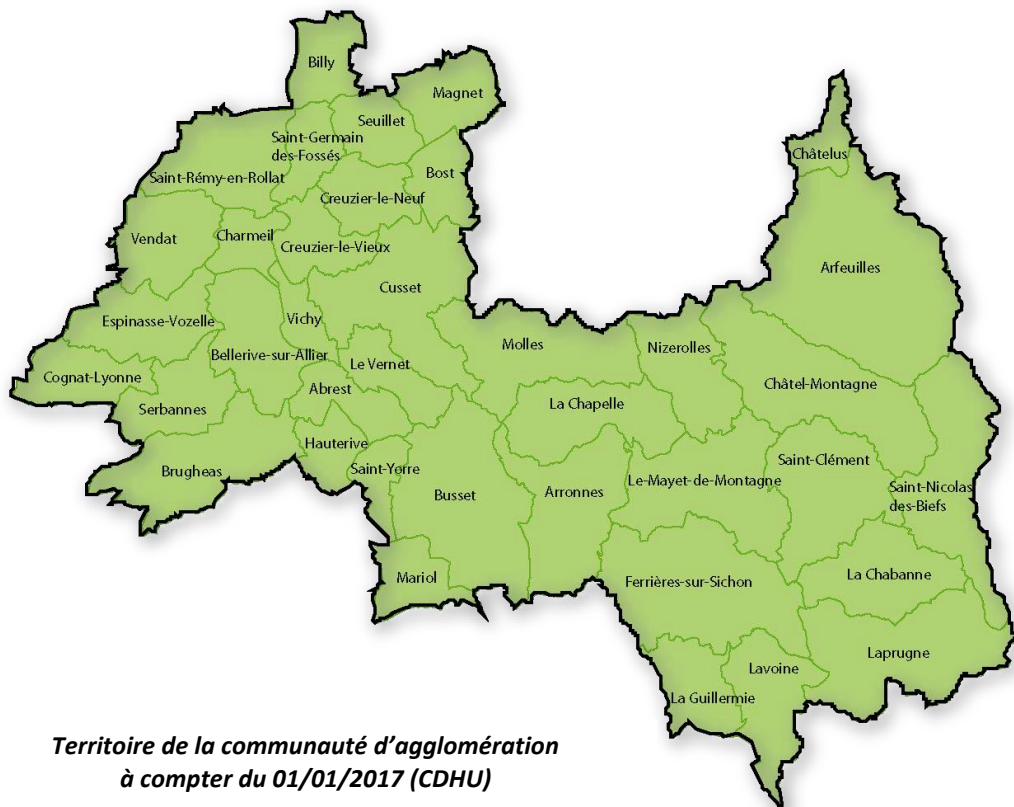 Billy
Magnet
Seuillet
Saint-Germain
des-Fossés
Châtelus
Bost
Saint-Rémy-en-Rollat
Creuzier-le-Neuf
Vendat
Charmeil
Creuzier-le-Vieux
Arfeuilles
Cusset
Espinasse-Vozelle
Vichy
Molles
Nizerolles
Bellerive-sur-Allier
Le Vernet
Cognat-Lyonne
Châtel-Montagne
Abrest
La Chapelle
Serbannes
Hauterive
Saint-Clément
Brugheas
Saint-Yorre
Busset
Arronnes
Le-Mayet-de-Montagne
Saint-Nicolas
des-Biefs
Mariol
Ferrières-sur-Sichon
La Chabanne
Laprugne
Lavoine
La Guillermie
Territoire de la communauté d’agglomération
à compter du 01/01/2017 (CDHU)